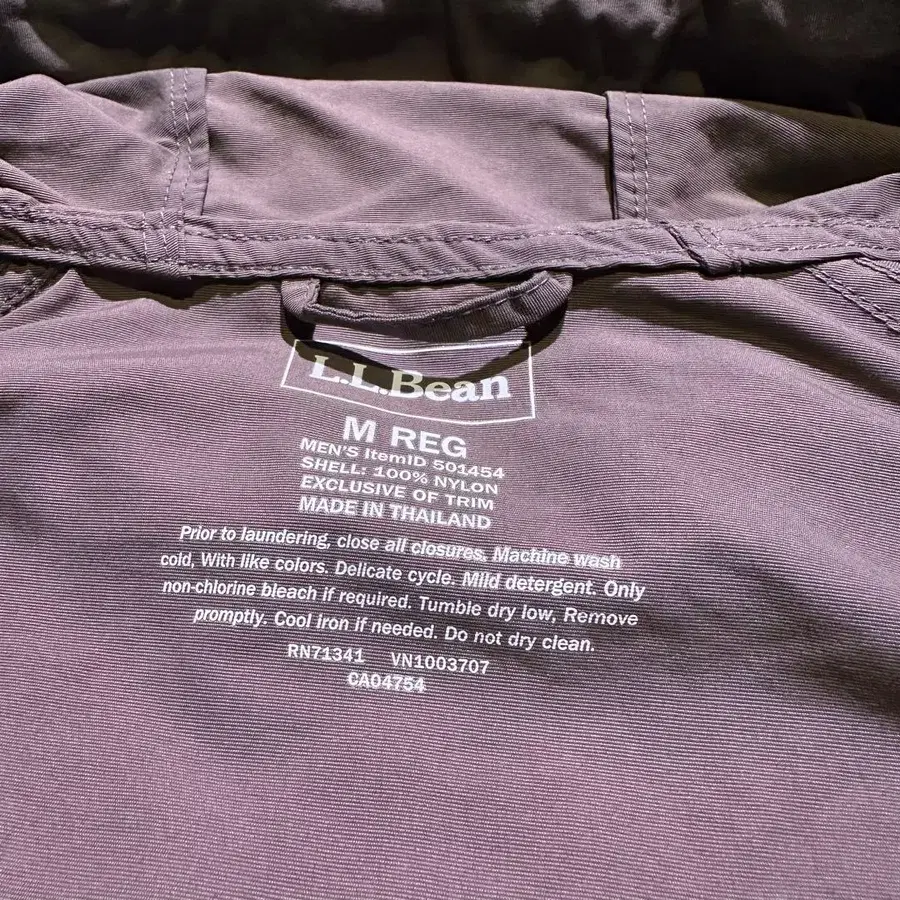 L.L.Bean
M REG
MEN'S ItemID 501454
SHELL: 100% NYLON
EXCLUSIVE OF TRIM
MADE IN THAILAND
Prior to laundering, close all closures, Machine wash
cold, With like colors. Delicate cycle. Mild detergent. Only
non-chlorine bleach if required. Tumble dry low, Remove
promptly. Cool iron if needed. Do not dry clean.
RN71341 VN1003707
CA04754